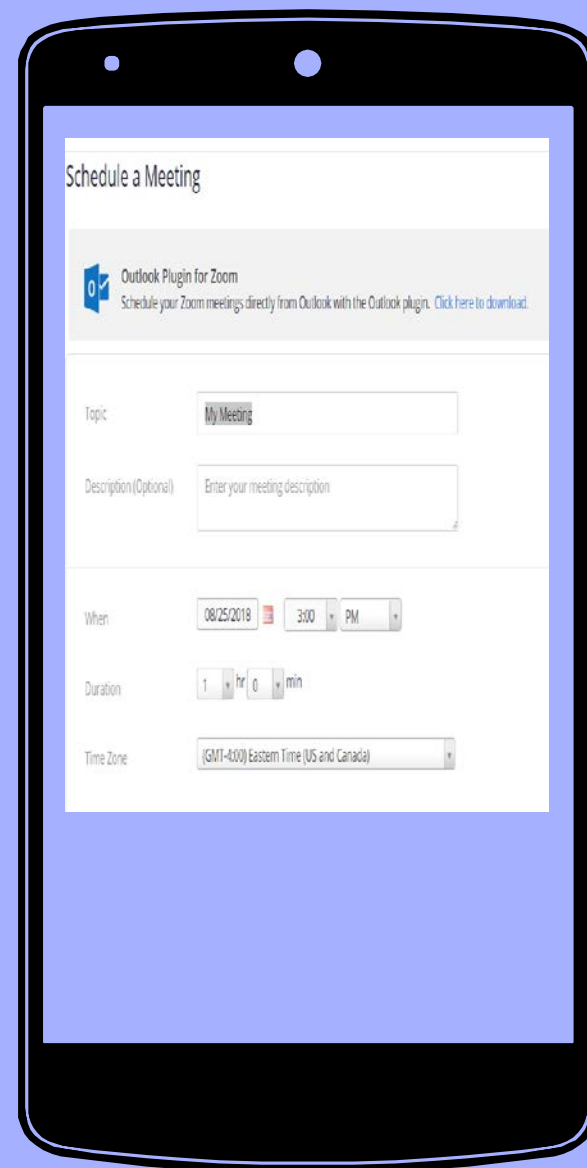 Schedule a Meeting
Outlook Plugin for Zoom
Schedule your Zoom meetings directly from Outlook with the Outlook plugin. Click here to download.
Topic My Meeting
Description (Optional) Enter your meeting description
When 08/25/2018 3:00 PM
Duration 1 hr 0 min
Time Zone (GMT-4:00) Eastern Time (US and Canada)